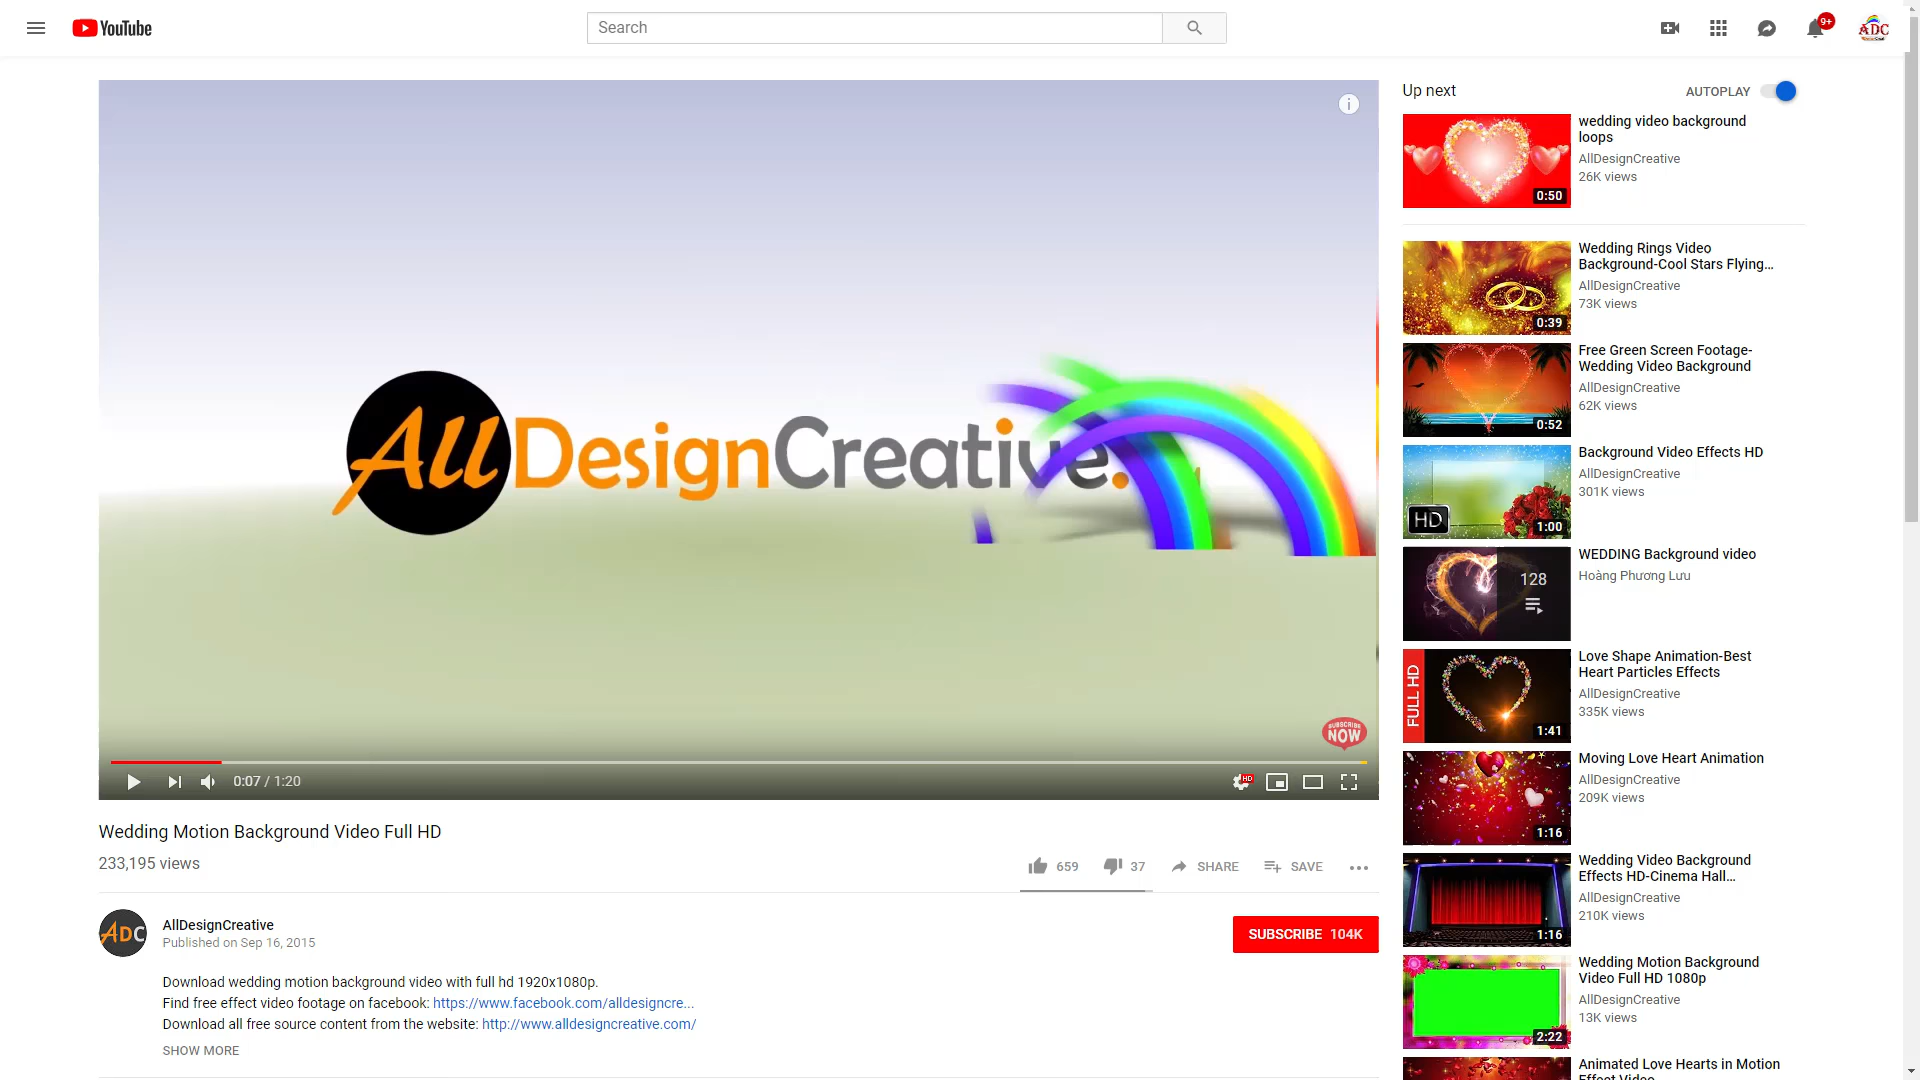 YouTube
Search
9+
ADC
All DesignCreative.
SUBSCRIBE
NOW
0:07 / 1:20
HD
Wedding Motion Background Video Full HD
233,195 views
659
37
SHARE
SAVE
ADC
AllDesignCreative
Published on Sep 16, 2015
SUBSCRIBE 104K
Download wedding motion background video with full hd 1920x1080p.
Find free effect video footage on facebook: https://www.facebook.com/alldesigncre...
Download all free source content from the website: http://www.alldesigncreative.com/
SHOW MORE
Up next
AUTOPLAY
0:50
wedding video background
loops
AllDesignCreative
26K views
0:39
Wedding Rings Video
Background-Cool Stars Flying...
AllDesignCreative
73K views
0:52
Free Green Screen Footage-
Wedding Video Background
AllDesignCreative
62K views
HD
1:00
Background Video Effects HD
AllDesignCreative
301K views
128
WEDDING Background video
Hoàng Phương Lưu
FULL HD
1:41
Love Shape Animation-Best
Heart Particles Effects
AllDesignCreative
335K views
1:16
Moving Love Heart Animation
AllDesignCreative
209K views
1:16
Wedding Video Background
Effects HD-Cinema Hall...
AllDesignCreative
210K views
2:22
Wedding Motion Background
Video Full HD 1080p
AllDesignCreative
13K views
Animated Love Hearts in Motion
Effect Video